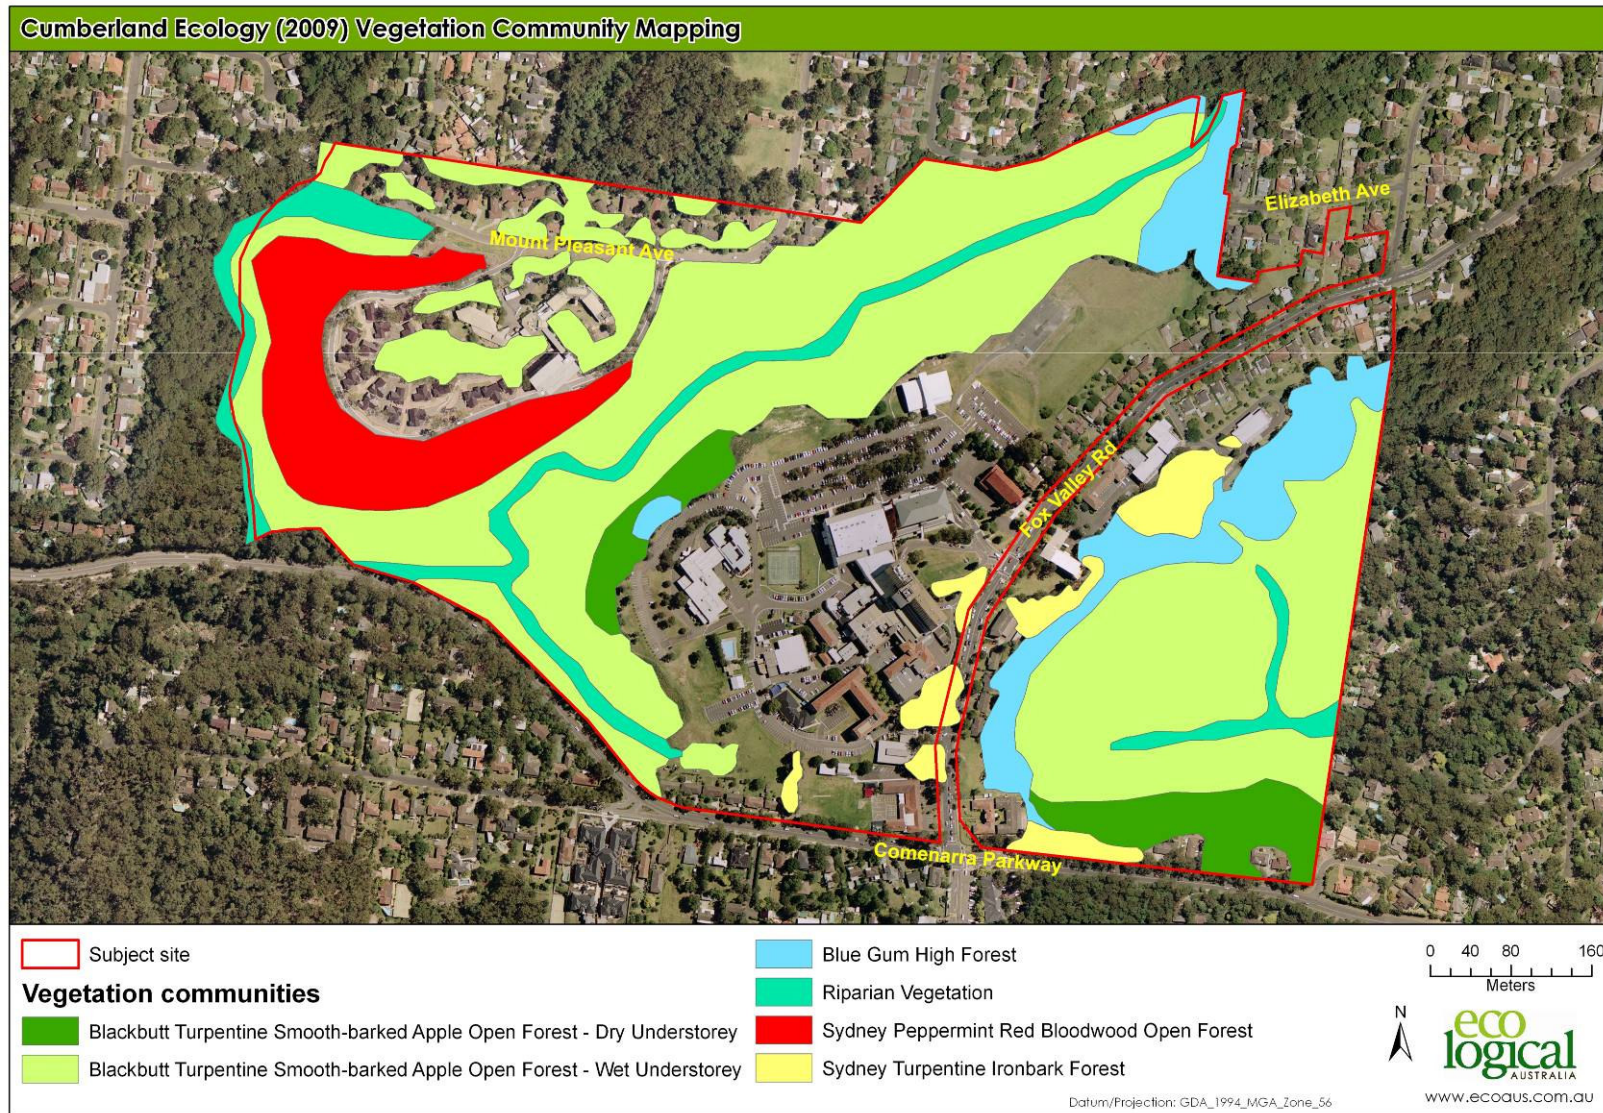 Cumberland Ecology (2009) Vegetation Community Mapping
Elizabeth Ave
Mount Pleasant Ave
Fox Valley Rd
Comenarra Parkway
Subject site
Vegetation communities
Blackbutt Turpentine Smooth-barked Apple Open Forest - Dry Understorey
Blackbutt Turpentine Smooth-barked Apple Open Forest - Wet Understorey
Blue Gum High Forest
Riparian Vegetation
Sydney Peppermint Red Bloodwood Open Forest
Sydney Turpentine Ironbark Forest
0 40 80 160
Meters
N
eco
logical
AUSTRALIA
www.ecoaus.com.au
Datum/Projection: GDA_1994_MGA_Zone_56